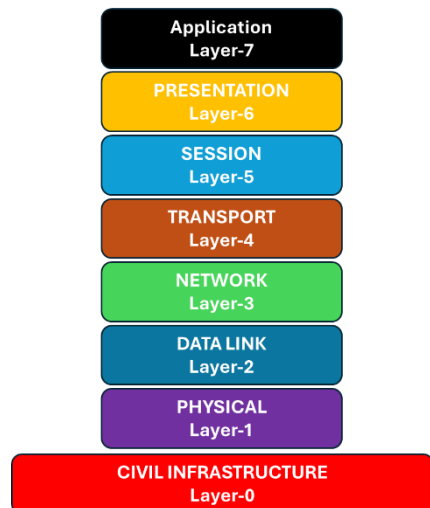 Application
Layer-7
PRESENTATION
Layer-6
SESSION
Layer-5
TRANSPORT
Layer-4
NETWORK
Layer-3
DATA LINK
Layer-2
PHYSICAL
Layer-1
CIVIL INFRASTRUCTURE
Layer-0